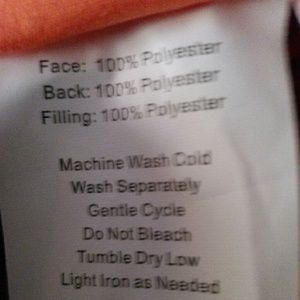 Face: 100% Polyester
Back: 100% Polyester
Filling: 100% Polyester
Machine Wash Cold
Wash Separately
Gentle Cycle
Do Not Bleach
Tumble Dry Low
Light Iron as Needed